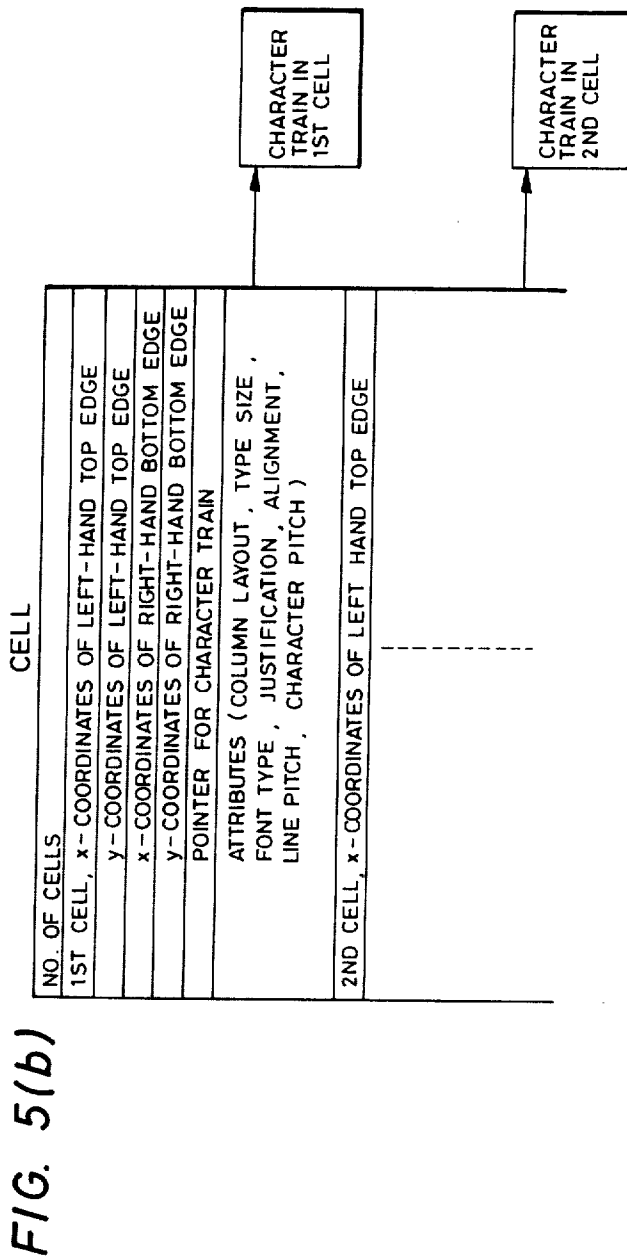 FIG. 5(b)
CELL
NO. OF CELLS
1ST CELL, x-COORDINATES OF LEFT-HAND TOP EDGE
y-COORDINATES OF LEFT-HAND TOP EDGE
x-COORDINATES OF RIGHT-HAND BOTTOM EDGE
y-COORDINATES OF RIGHT-HAND BOTTOM EDGE
POINTER FOR CHARACTER TRAIN
ATTRIBUTES (COLUMN LAYOUT, TYPE SIZE,
FONT TYPE, JUSTIFICATION, ALIGNMENT,
LINE PITCH, CHARACTER PITCH)
2ND CELL, x-COORDINATES OF LEFT HAND TOP EDGE
CHARACTER
TRAIN IN
1ST CELL
CHARACTER
TRAIN IN
2ND CELL